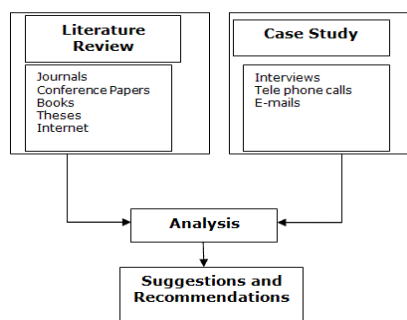 Literature
Review
Journals
Conference Papers
Books
Theses
Internet
Case Study
Interviews
Tele phone calls
E-mails
Analysis
Suggestions and
Recommendations